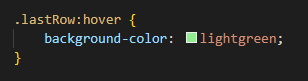 .lastRow:hover {
    background-color: lightgreen;
}